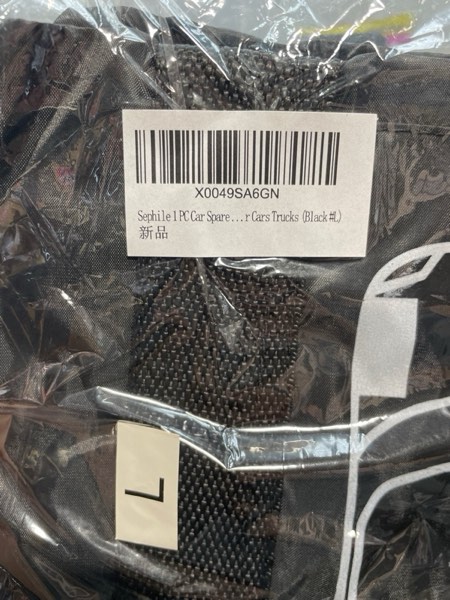 X0049SA6GN
Sephile 1 PC Car Spare ...r Cars Trucks (Black #L)
新品
L